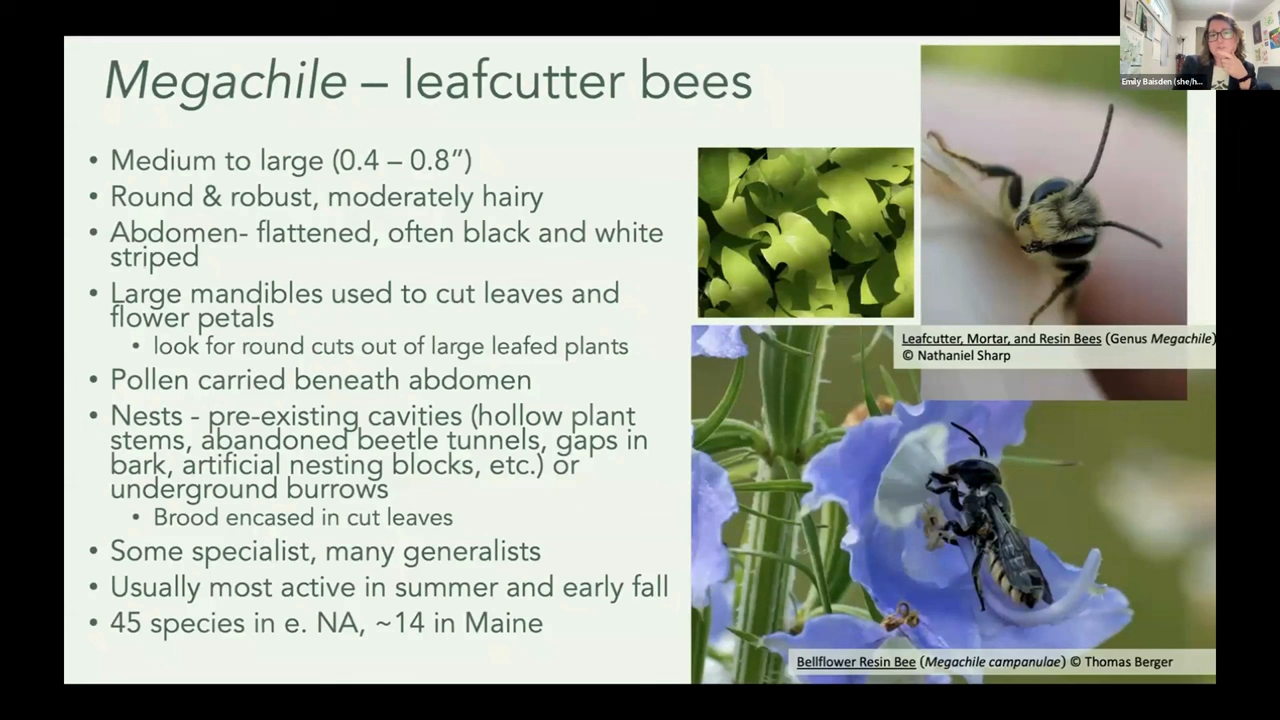 Megachile – leafcutter bees
• Medium to large (0.4 – 0.8”)
• Round & robust, moderately hairy
• Abdomen- flattened, often black and white
striped
• Large mandibles used to cut leaves and
flower petals
• look for round cuts out of large leafed plants
• Pollen carried beneath abdomen
• Nests - pre-existing cavities (hollow plant
stems, abandoned beetle tunnels, gaps in
bark, artificial nesting blocks, etc.) or
underground burrows
• Brood encased in cut leaves
• Some specialist, many generalists
• Usually most active in summer and early fall
• 45 species in e. NA, ~14 in Maine
Leafcutter, Mortar, and Resin Bees (Genus Megachile)
© Nathaniel Sharp
Bellflower Resin Bee (Megachile campanulae) © Thomas Berger
Emily Baisden (she/h...